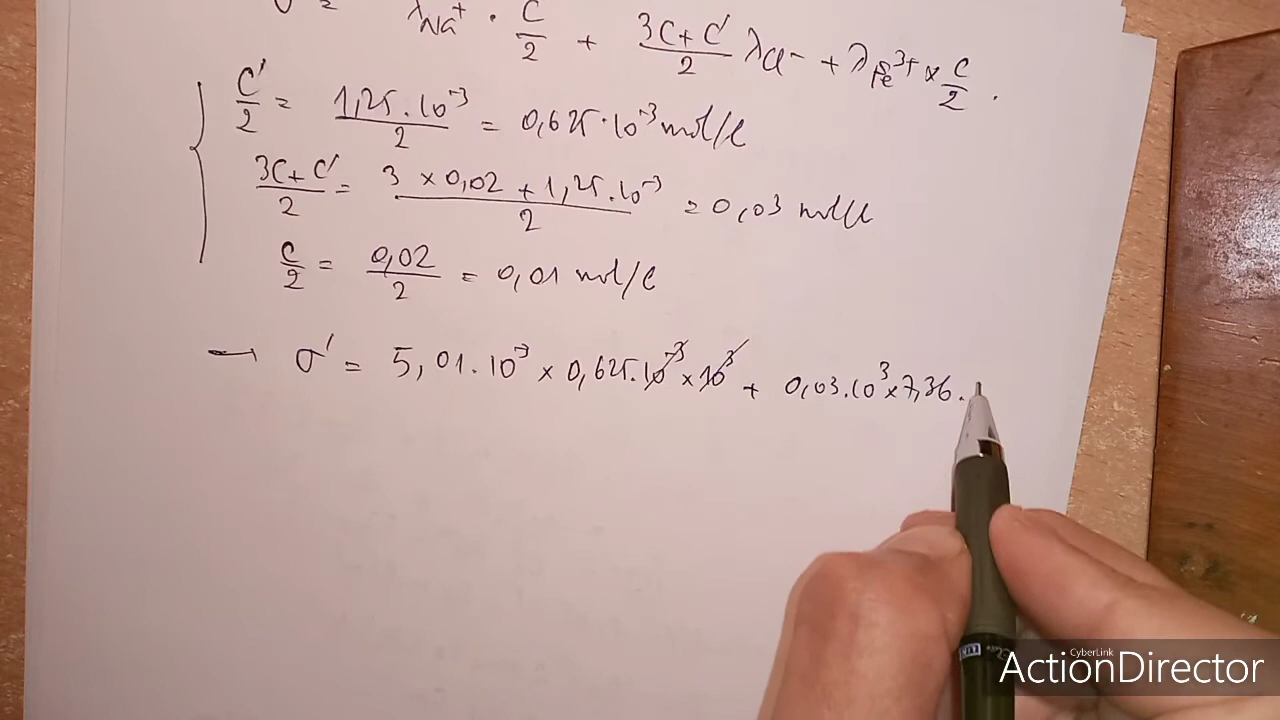 σ' = λNa⁺ · C/2 + (3C+C')/2 λCl⁻ + λFe³⁺ × C/2 .
C'/2 = 1,25.10⁻³/2 = 0,625·10⁻³ mol/l
(3C+C')/2 = (3 × 0,02 + 1,25.10⁻³)/2 = 0,03 mol/l
C/2 = 0,02/2 = 0,01 mol/l
→ σ' = 5,01.10⁻³ × 0,625.10⁻³ × 10³ + 0,03.10³ × 7,36.
CyberLink
ActionDirector